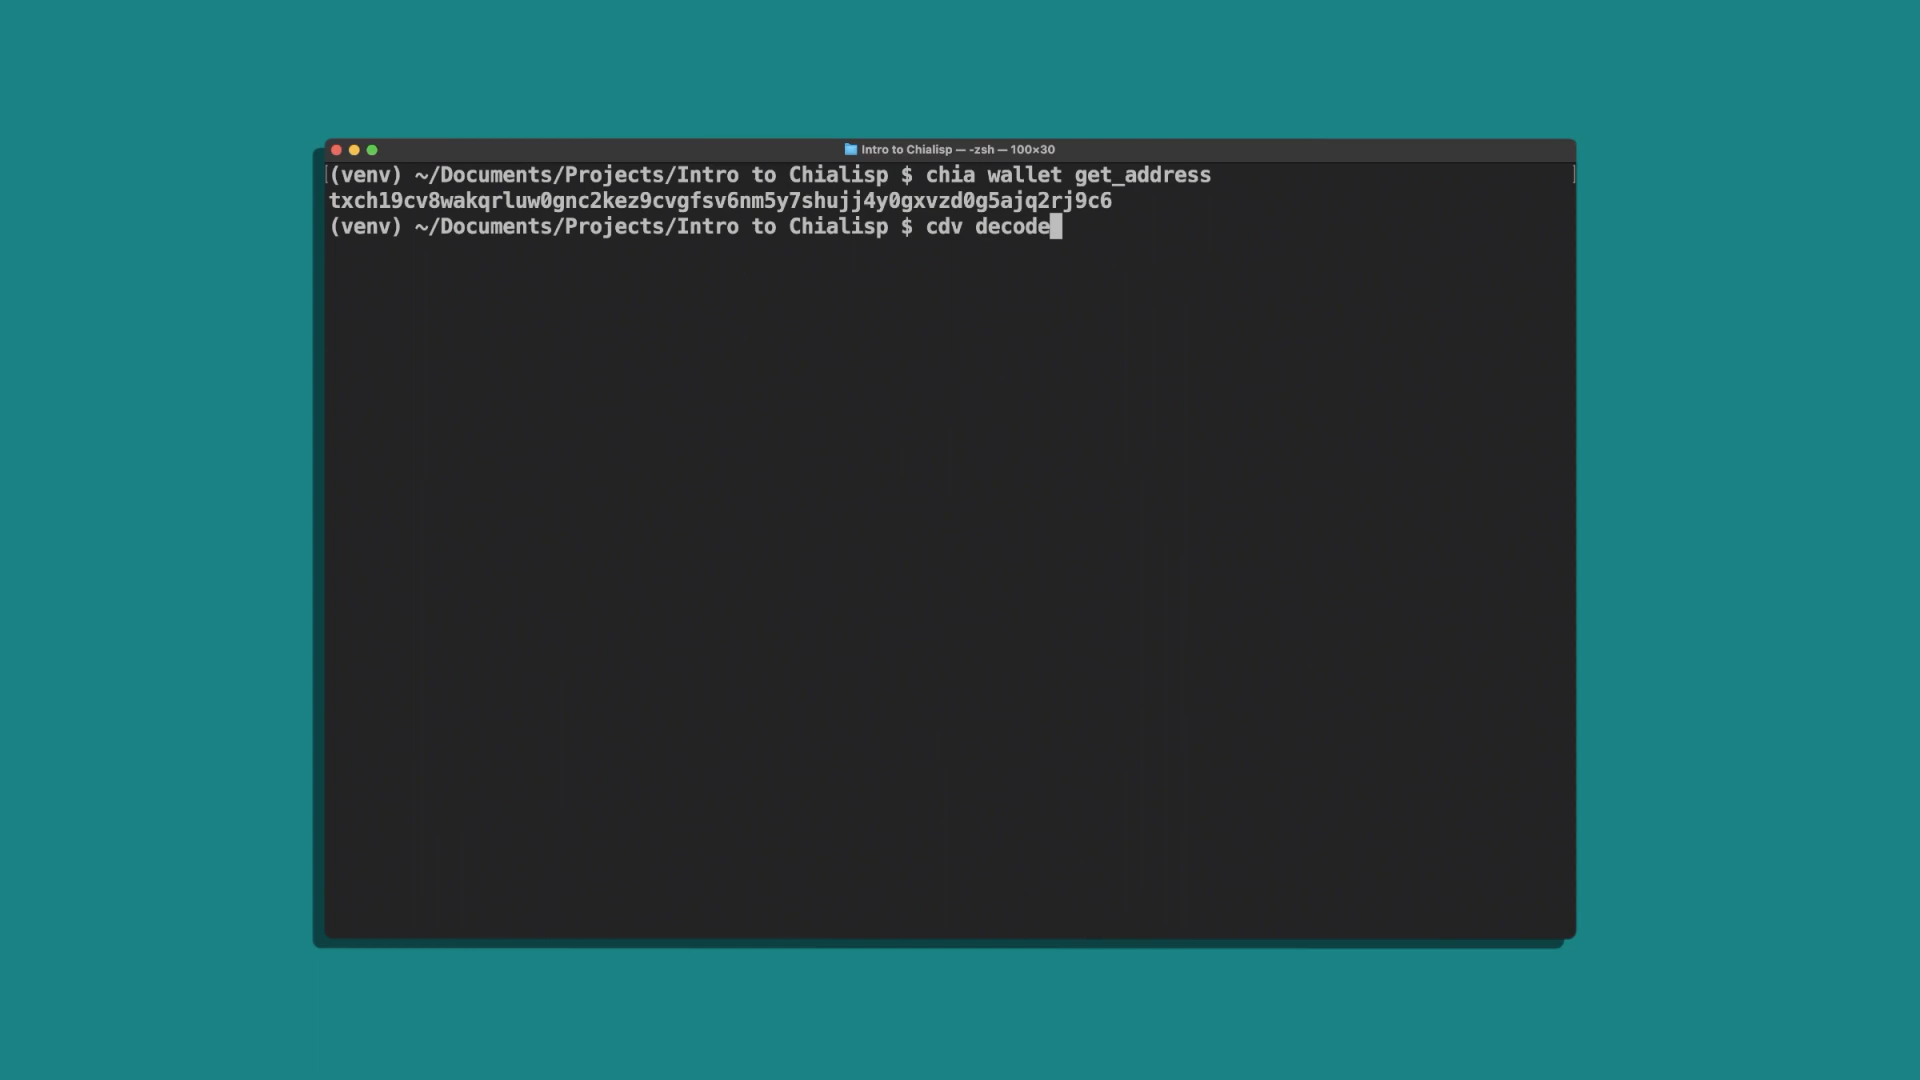 Intro to Chialisp — -zsh — 100×30
(venv) ~/Documents/Projects/Intro to Chialisp $ chia wallet get_address
txch19cv8wakqrluw0gnc2kez9cvgfsv6nm5y7shujj4y0gxvzd0g5ajq2rj9c6
(venv) ~/Documents/Projects/Intro to Chialisp $ cdv decode